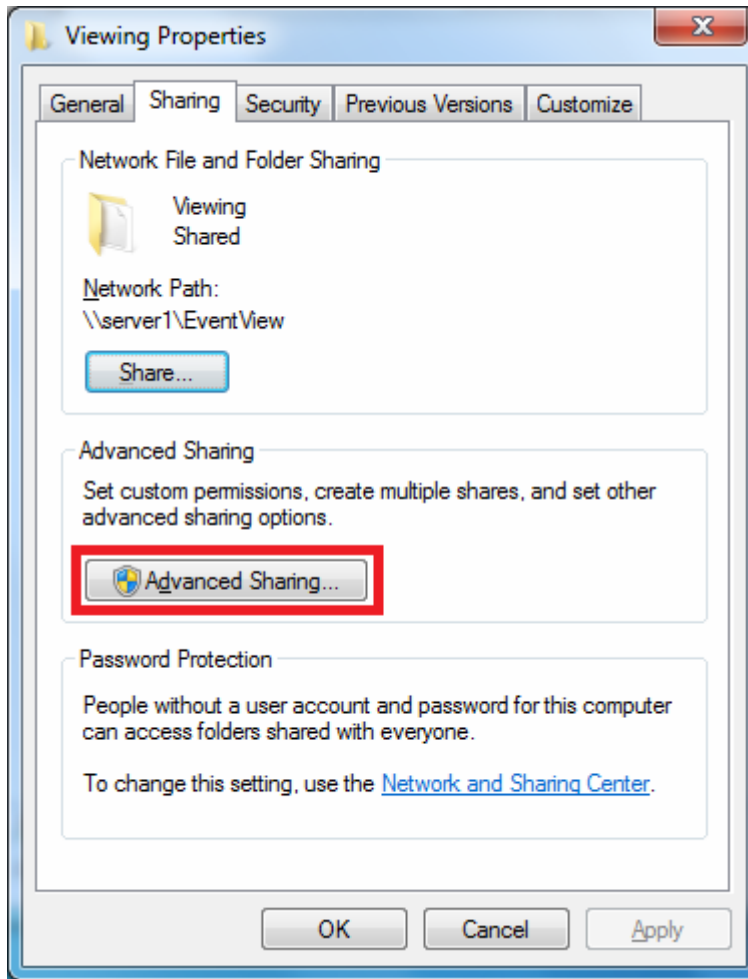 Viewing Properties
General Sharing Security Previous Versions Customize
Network File and Folder Sharing
Viewing
Shared
Network Path:
\\server1\EventView
Share...
Advanced Sharing
Set custom permissions, create multiple shares, and set other
advanced sharing options.
Advanced Sharing...
Password Protection
People without a user account and password for this computer
can access folders shared with everyone.
To change this setting, use the Network and Sharing Center.
OK Cancel Apply